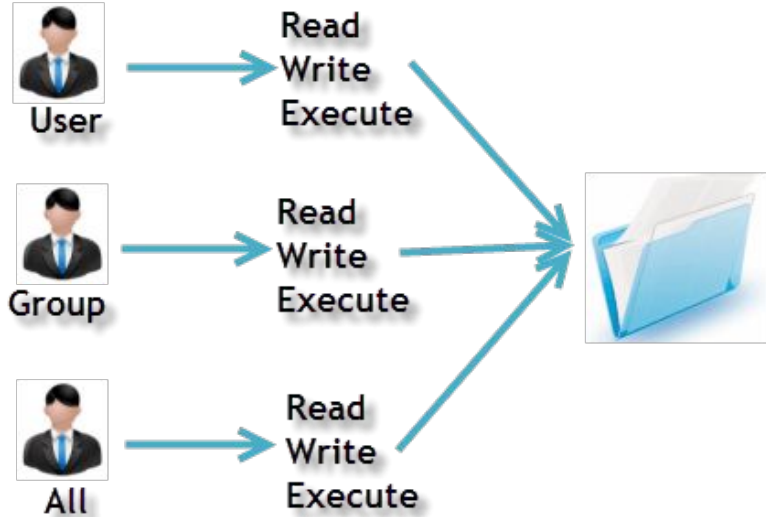 Read
Write
Execute
User
Read
Write
Execute
Group
Read
Write
Execute
All